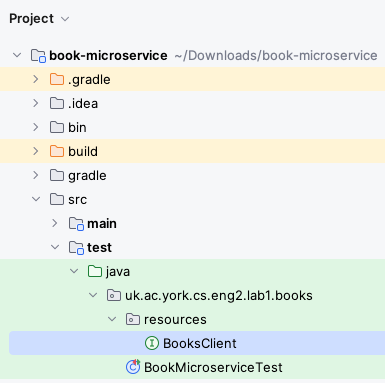 Project
book-microservice ~/Downloads/book-microservice
.gradle
.idea
bin
build
gradle
src
main
test
java
uk.ac.york.cs.eng2.lab1.books
resources
BooksClient
BookMicroserviceTest